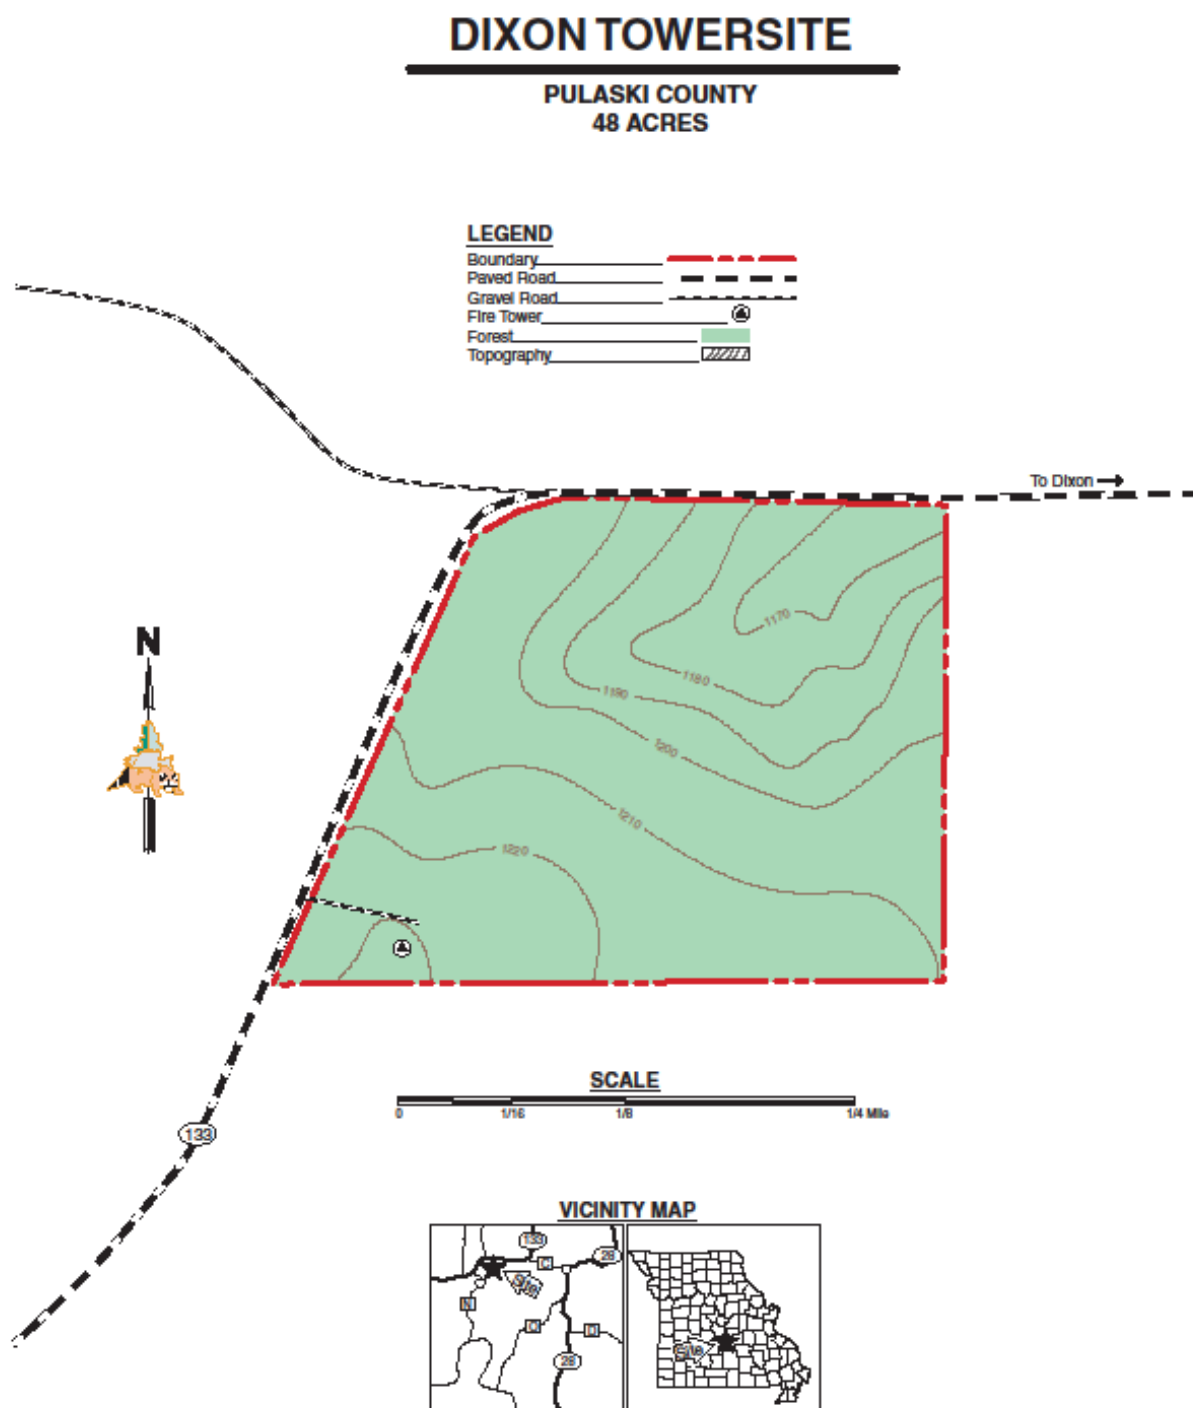 DIXON TOWERSITE
PULASKI COUNTY
48 ACRES
LEGEND
Boundary
Paved Road
Gravel Road
Fire Tower
Forest
Topography
To Dixon
N
1170
1180
1190
1200
1210
1220
SCALE
0 1/16 1/8 1/4 Mile
133
VICINITY MAP
133
28
C
Site
N
O
D
28
Site